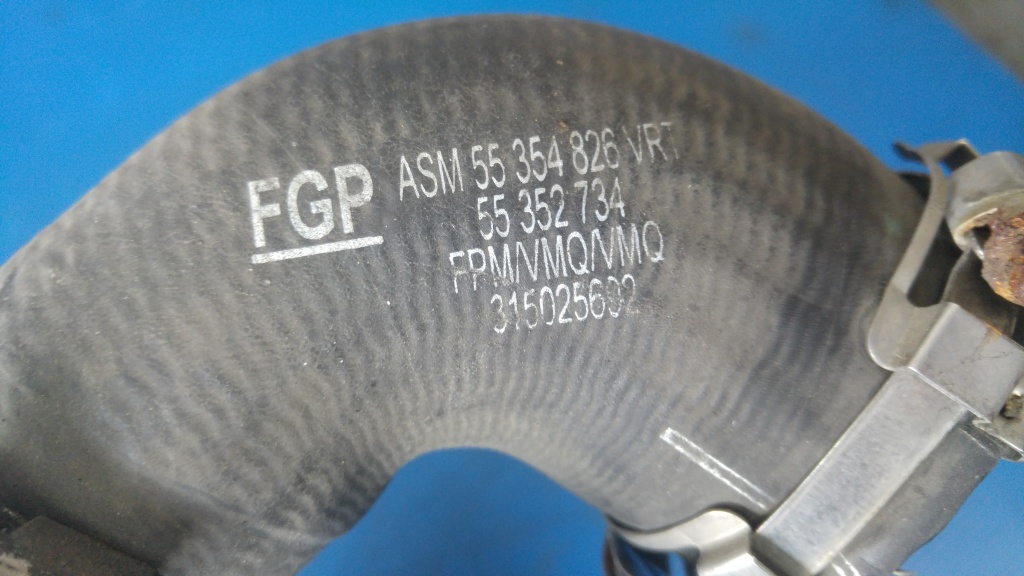 FGP
ASM 55 354 826 VRT
55 352 734
FPM/VMQ/VMQ
315025602